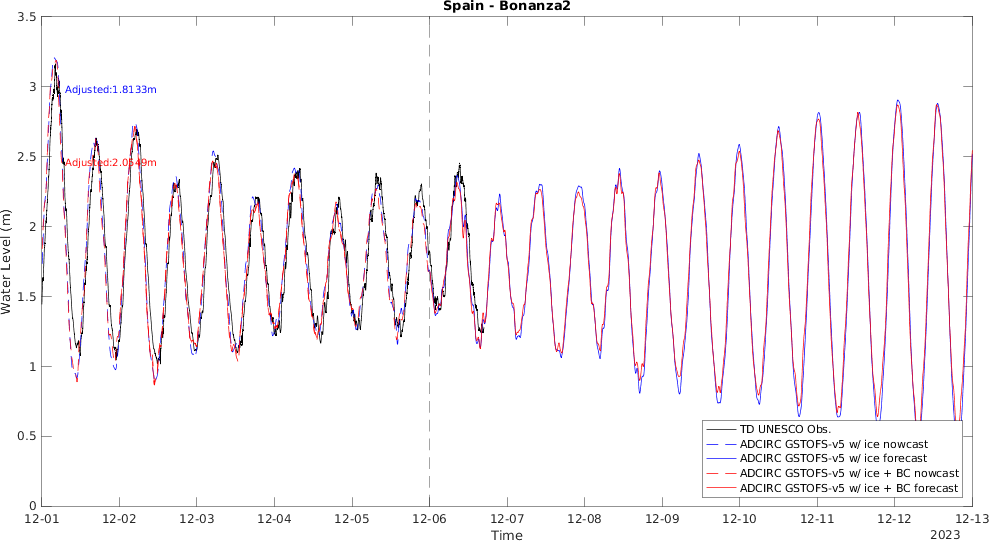 Spain - Bonanza2
3.5
3
2.5
2
1.5
1
0.5
0
Water Level (m)
Adjusted:1.8133m
Adjusted:2.0549m
TD UNESCO Obs.
ADCIRC GSTOFS-v5 w/ ice nowcast
ADCIRC GSTOFS-v5 w/ ice forecast
ADCIRC GSTOFS-v5 w/ ice + BC nowcast
ADCIRC GSTOFS-v5 w/ ice + BC forecast
12-01 12-02 12-03 12-04 12-05 12-06 12-07 12-08 12-09 12-10 12-11 12-12 12-13
Time
2023